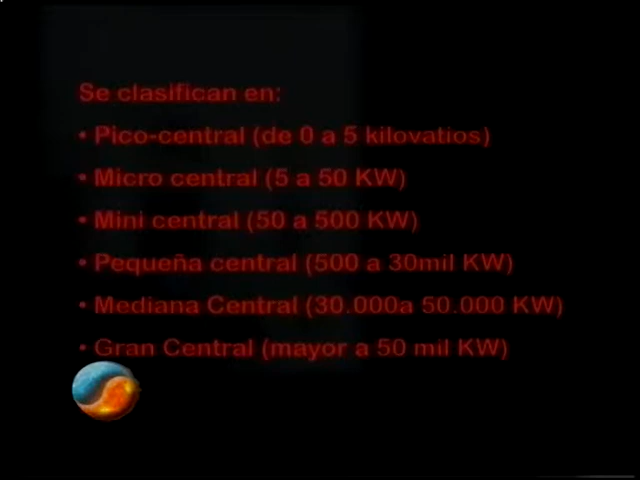 Se clasifican en:
• Pico-central (de 0 a 5 kilovatios)
• Micro central (5 a 50 KW)
• Mini central (50 a 500 KW)
• Pequeña central (500 a 30mil KW)
• Mediana Central (30.000a 50.000 KW)
• Gran Central (mayor a 50 mil KW)